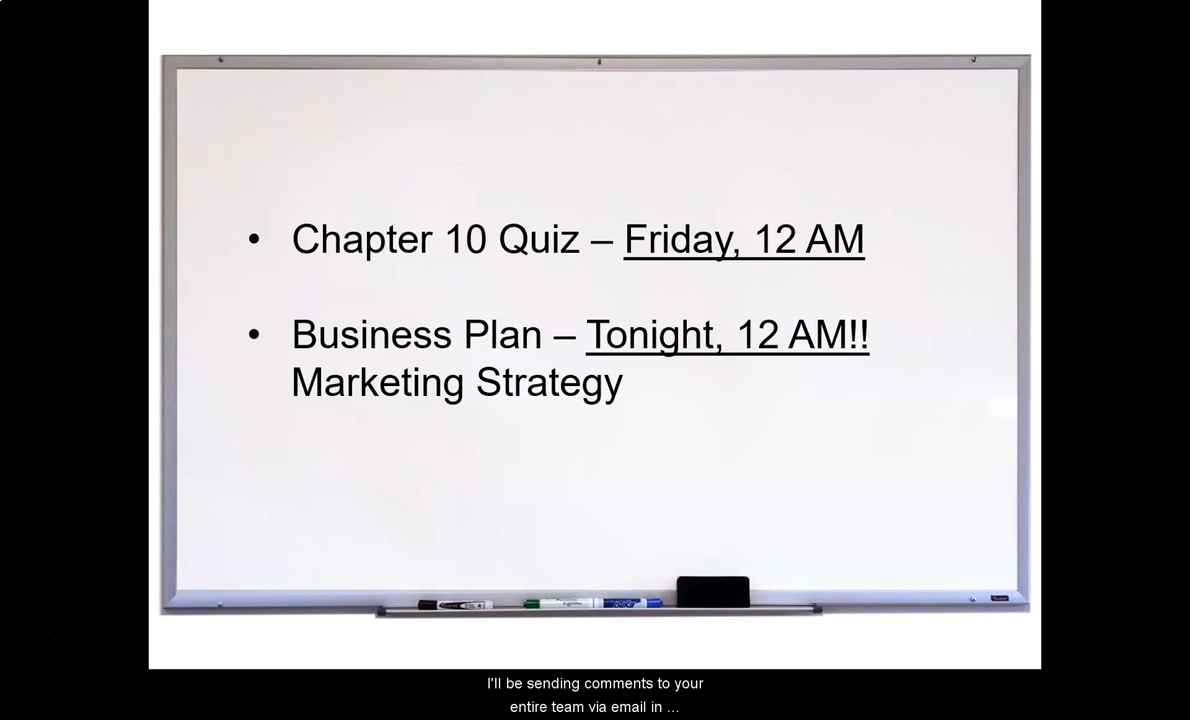 • Chapter 10 Quiz – Friday, 12 AM
• Business Plan – Tonight, 12 AM!!
Marketing Strategy
I'll be sending comments to your
entire team via email in ...